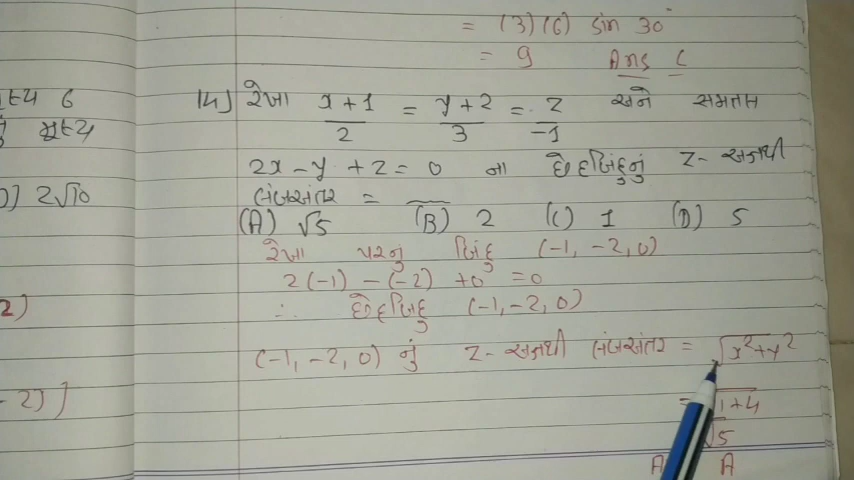 = (3)(6) sin 30°
= 9 Ans C
મૂલ્ય 6
મૂલ્ય
D) 2√10
2)
- 2))
14) રેખા x+1/2 = y+2/3 = z/-1 અને સમતલ
2x - y + z = 0 ના છેદબિંદુનું z- અક્ષથી
લંબઅંતર = __
(A) √5 (B) 2 (C) 1 (D) 5
રેખા પરનું બિંદુ (-1, -2, 0)
2(-1) - (-2) + 0 = 0
∴ છેદબિંદુ (-1, -2, 0)
(-1, -2, 0) નું z- અક્ષથી લંબઅંતર = √x²+y²
= √1+4
√5
A A